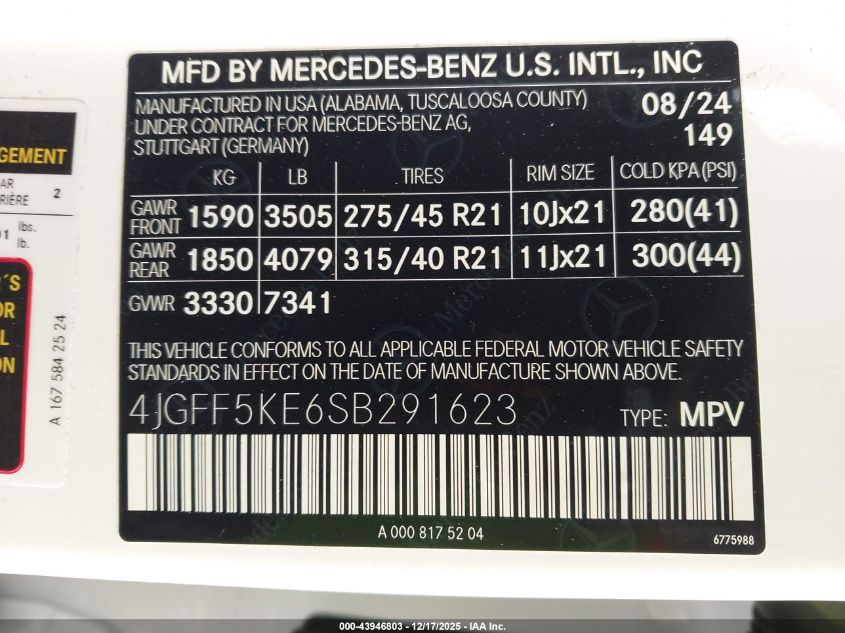 MFD BY MERCEDES-BENZ U.S. INTL., INC
MANUFACTURED IN USA (ALABAMA, TUSCALOOSA COUNTY)
UNDER CONTRACT FOR MERCEDES-BENZ AG,
STUTTGART (GERMANY)
08/24
149
KG LB TIRES RIM SIZE COLD KPA (PSI)
GAWR FRONT 1590 3505 275/45 R21 10Jx21 280(41)
GAWR REAR 1850 4079 315/40 R21 11Jx21 300(44)
GVWR 3330 7341
THIS VEHICLE CONFORMS TO ALL APPLICABLE FEDERAL MOTOR VEHICLE SAFETY
STANDARDS IN EFFECT ON THE DATE OF MANUFACTURE SHOWN ABOVE.
4JGFF5KE6SB291623 TYPE: MPV
A 000 817 52 04
6775988
2
lbs.
lb.
A 167 584 25 24
000-43946803 - 12/17/2025 - IAA Inc.